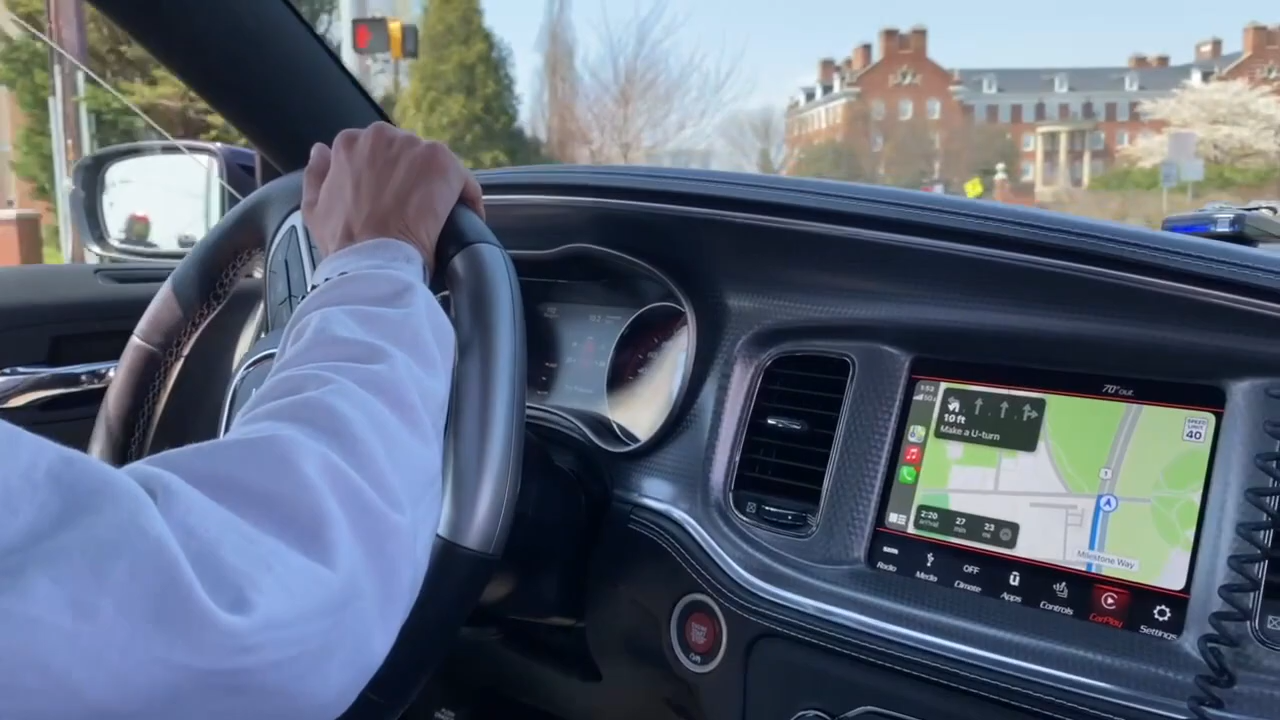 70° out
1:53
5G
10 ft
Make a U-turn
SPEED
LIMIT
40
1
2:20
27
23
arrival
min
mi
Milestone Way
Radio
Media
OFF
Climate
Apps
Controls
CarPlay
Settings